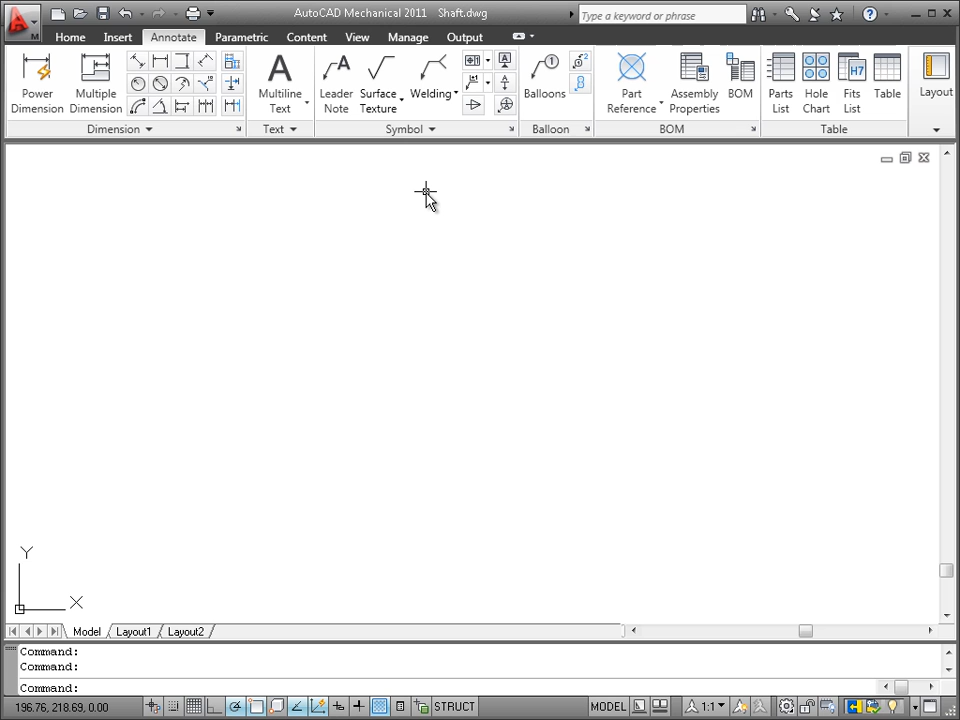 AutoCAD Mechanical 2011 Shaft.dwg
Type a keyword or phrase
Home Insert Annotate Parametric Content View Manage Output
Power Dimension
Multiple Dimension
Dimension
A
Multiline Text
Text
A
Leader Note
Surface Texture
Welding
A
Symbol
1
Balloons
2
8
Balloon
Part Reference
Assembly Properties
BOM
BOM
Parts List
Hole Chart
H7
Fits List
Table
Table
Layout
Y
X
Model Layout1 Layout2
Command:
Command:
Command:
196.76, 218.69, 0.00
STRUCT
MODEL
1:1
M